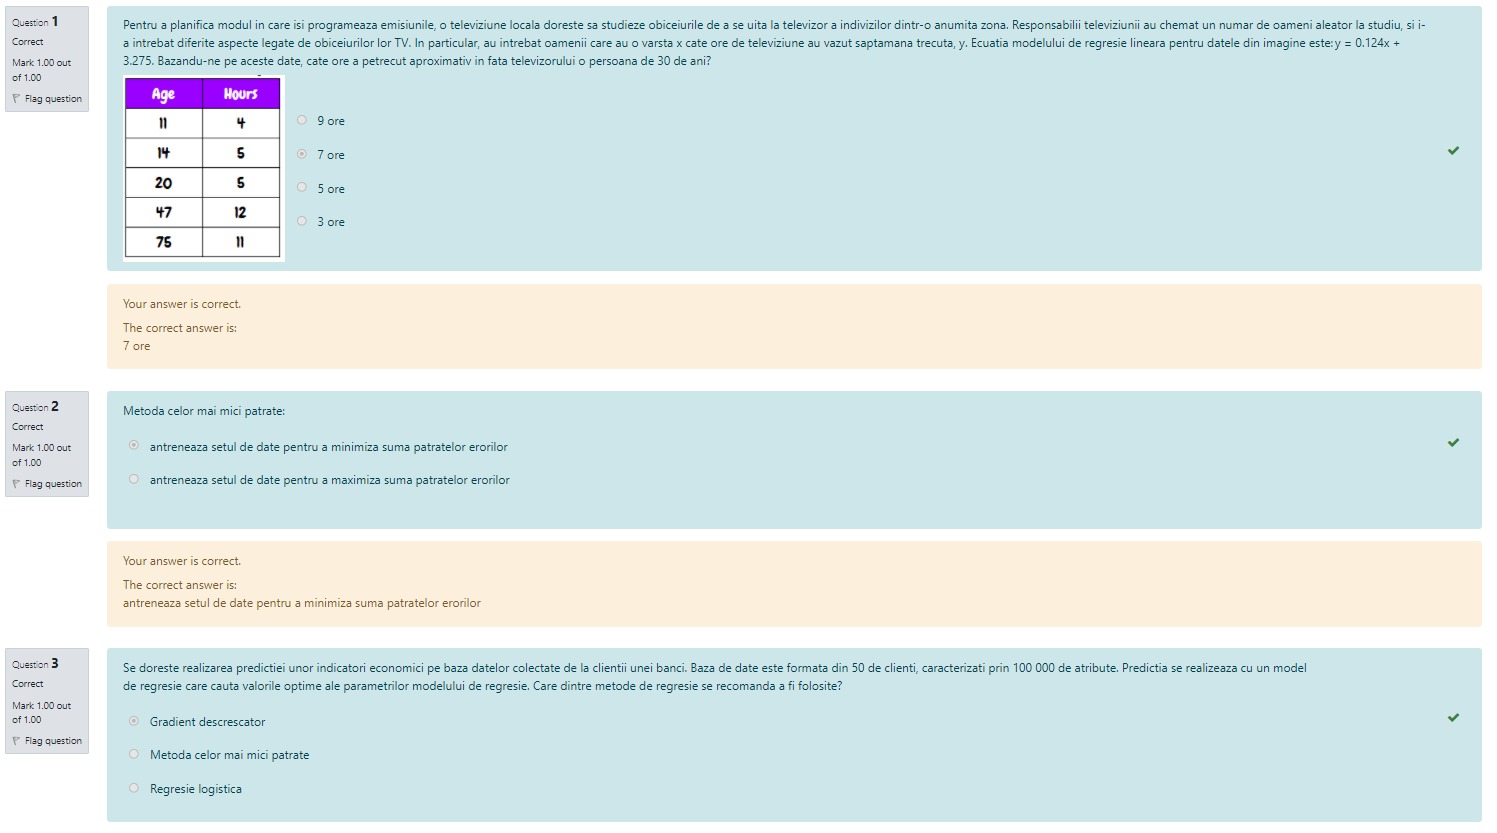 Question 1
Correct
Mark 1.00 out
of 1.00
Flag question
Pentru a planifica modul in care isi programeaza emisiunile, o televiziune locala doreste sa studieze obiceiurile de a se uita la televizor a indivizilor dintr-o anumita zona. Responsabilii televiziunii au chemat un numar de oameni aleator la studiu, si i-
a intrebat diferite aspecte legate de obiceiurilor lor TV. In particular, au intrebat oamenii care au o varsta x cate ore de televiziune au vazut saptamana trecuta, y. Ecuatia modelului de regresie lineara pentru datele din imagine este:y = 0.124x +
3.275. Bazandu-ne pe aceste date, cate ore a petrecut aproximativ in fata televizorului o persoana de 30 de ani?
Age Hours
11 4
14 5
20 5
47 12
75 11
9 ore
7 ore
5 ore
3 ore
Your answer is correct.
The correct answer is:
7 ore
Question 2
Correct
Mark 1.00 out
of 1.00
Flag question
Metoda celor mai mici patrate:
antreneaza setul de date pentru a minimiza suma patratelor erorilor
antreneaza setul de date pentru a maximiza suma patratelor erorilor
Your answer is correct.
The correct answer is:
antreneaza setul de date pentru a minimiza suma patratelor erorilor
Question 3
Correct
Mark 1.00 out
of 1.00
Flag question
Se doreste realizarea predictiei unor indicatori economici pe baza datelor colectate de la clientii unei banci. Baza de date este formata din 50 de clienti, caracterizati prin 100 000 de atribute. Predictia se realizeaza cu un model
de regresie care cauta valorile optime ale parametrilor modelului de regresie. Care dintre metode de regresie se recomanda a fi folosite?
Gradient descrescator
Metoda celor mai mici patrate
Regresie logistica